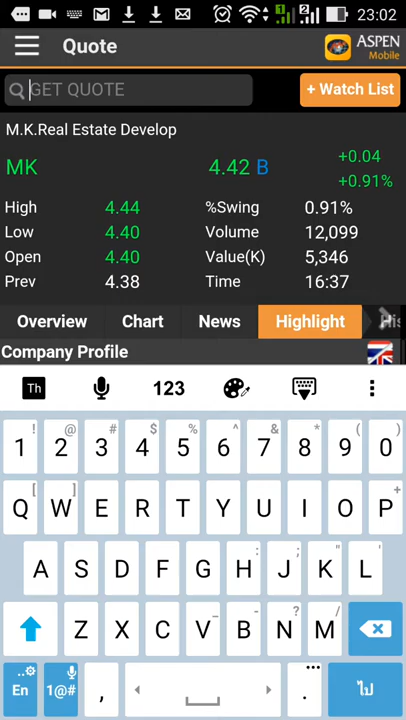 23:02
Quote
ASPEN
Mobile
GET QUOTE
+ Watch List
M.K.Real Estate Develop
MK 4.42 B +0.04
+0.91%
High 4.44 %Swing 0.91%
Low 4.40 Volume 12,099
Open 4.40 Value(K) 5,346
Prev 4.38 Time 16:37
Overview Chart News Highlight His
Company Profile
Th 123
! @ # $ % ^ & * ( )
1 2 3 4 5 6 7 8 9 0
[ ] +
Q W E R T Y U I O P
: ; " '
A S D F G H J K L
_ - ? /
Z X C V B N M
En 1@# , . ไป